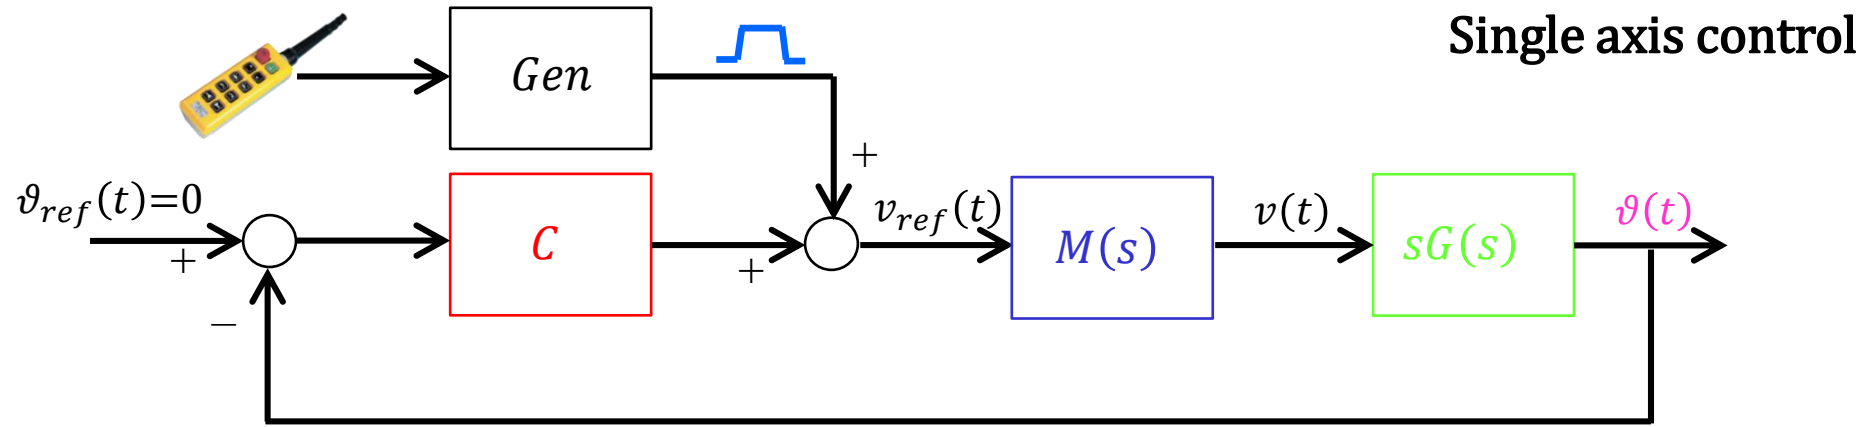 Single axis control
Gen
+
ϑ_ref(t)=0
+
−
C
+
v_ref(t)
M(s)
v(t)
sG(s)
ϑ(t)